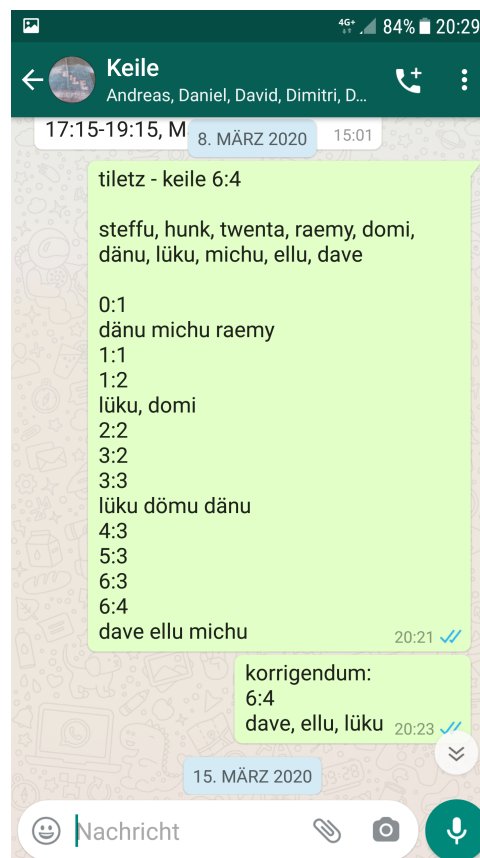 4G+ 84% 20:29
Keile
Andreas, Daniel, David, Dimitri, D...
17:15-19:15, M
15:01
8. MÄRZ 2020
tiletz - keile 6:4
steffu, hunk, twenta, raemy, domi,
dänu, lüku, michu, ellu, dave
0:1
dänu michu raemy
1:1
1:2
lüku, domi
2:2
3:2
3:3
lüku dömu dänu
4:3
5:3
6:3
6:4
dave ellu michu
20:21
korrigendum:
6:4
dave, ellu, lüku 20:23
15. MÄRZ 2020
Nachricht